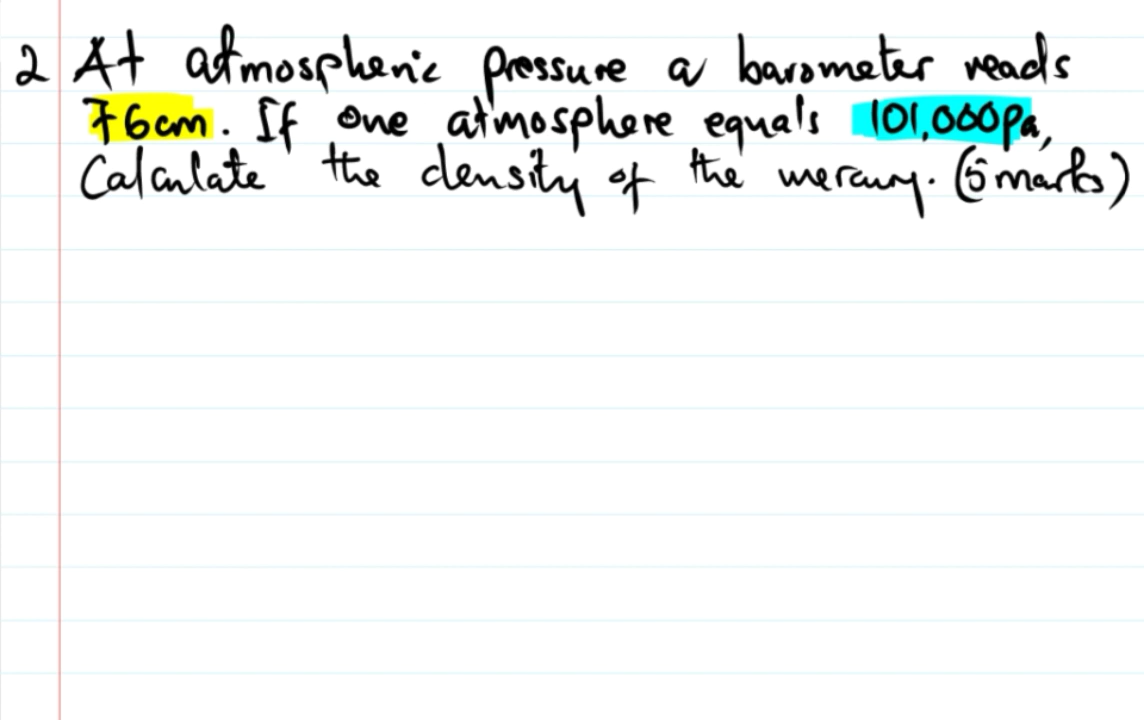 2 At atmospheric pressure a barometer reads
76cm. If one atmosphere equals 101,000pa,
Calculate the density of the mercury. (5 marks)